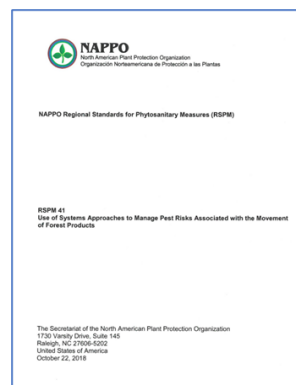 NAPPO
North American Plant Protection Organization
Organización Norteamericana de Protección a las Plantas
NAPPO Regional Standards for Phytosanitary Measures (RSPM)
RSPM 41
Use of Systems Approaches to Manage Pest Risks Associated with the Movement
of Forest Products
The Secretariat of the North American Plant Protection Organization
1730 Varsity Drive, Suite 145
Raleigh, NC 27606-5202
United States of America
October 22, 2018